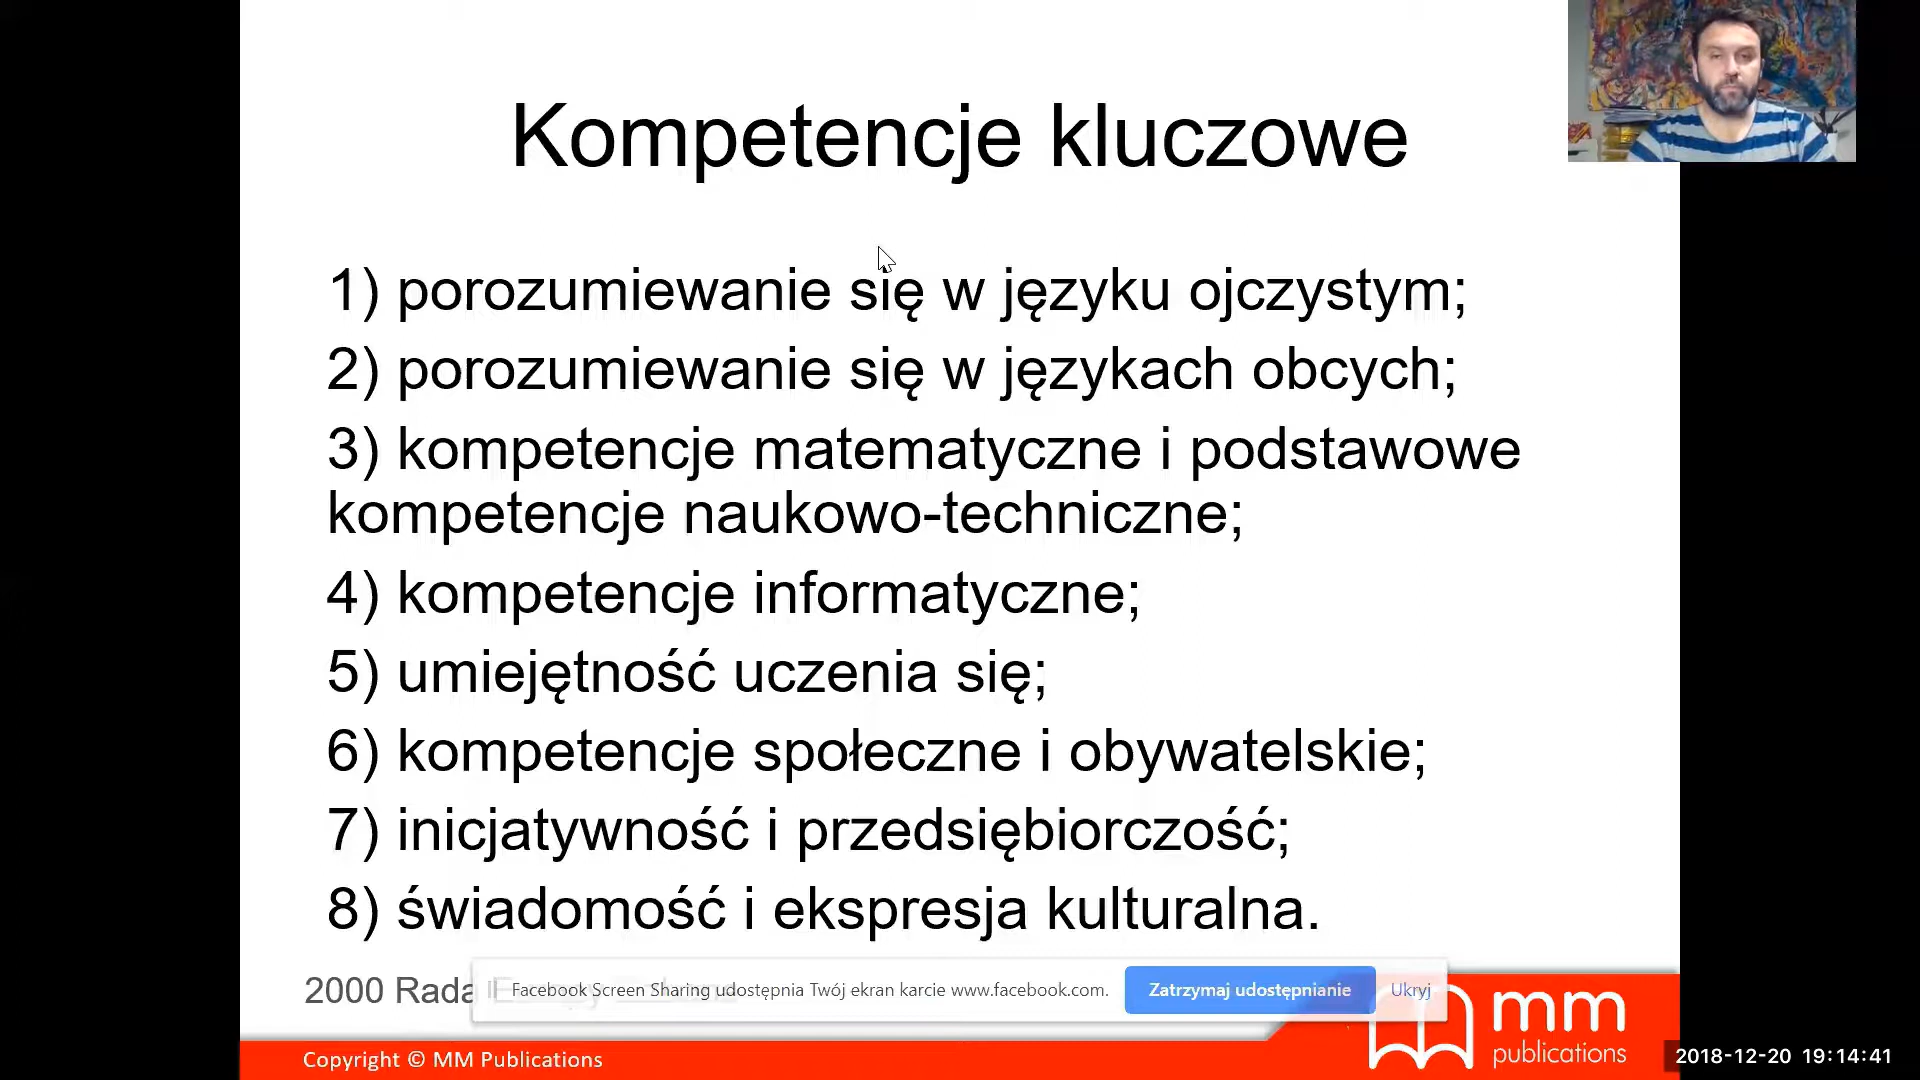 Kompetencje kluczowe
1) porozumiewanie się w języku ojczystym;
2) porozumiewanie się w językach obcych;
3) kompetencje matematyczne i podstawowe
kompetencje naukowo-techniczne;
4) kompetencje informatyczne;
5) umiejętność uczenia się;
6) kompetencje społeczne i obywatelskie;
7) inicjatywność i przedsiębiorczość;
8) świadomość i ekspresja kulturalna.
2000 Rada
Facebook Screen Sharing udostępnia Twój ekran karcie www.facebook.com.
Zatrzymaj udostępnianie
Ukryj
mm
publications
Copyright © MM Publications
2018-12-20 19:14:41